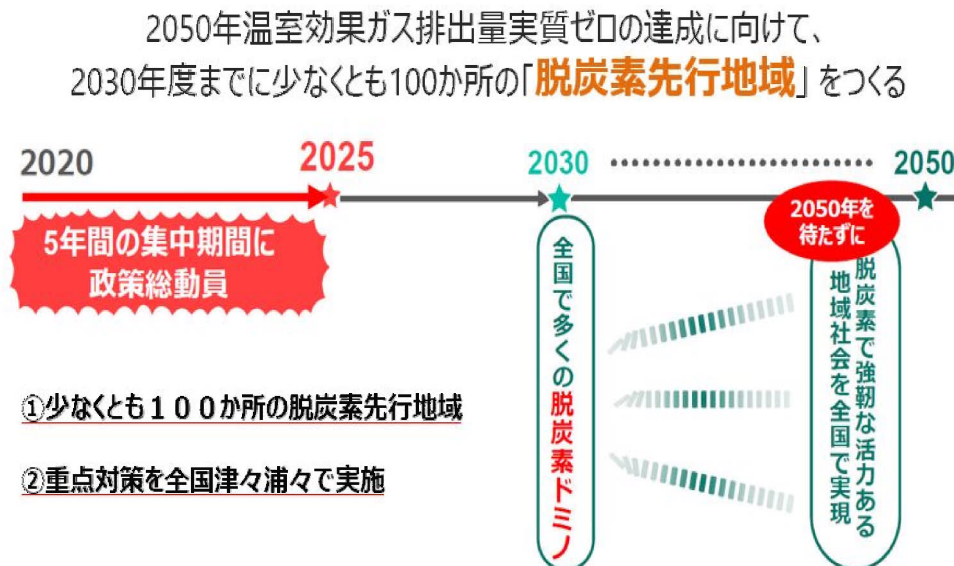 2050年温室効果ガス排出量実質ゼロの達成に向けて、
2030年度までに少なくとも100か所の「脱炭素先行地域」をつくる
2020
2025
2030
2050
5年間の集中期間に
政策総動員
①少なくとも１００か所の脱炭素先行地域
②重点対策を全国津々浦々で実施
全国で多くの脱炭素ドミノ
2050年を
待たずに
脱炭素で強靭な活力ある
地域社会を全国で実現